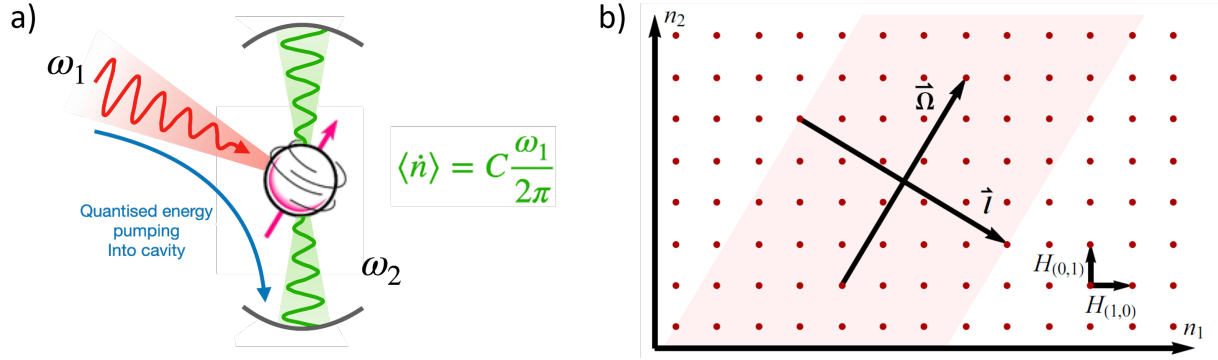 a)
ω₁
⟨ṅ⟩ = C ω₁/2π
Quantised energy
pumping
Into cavity
ω₂
b)
n₂
Ω⃗
l⃗
H₍₀,₁₎
H₍₁,₀₎
n₁